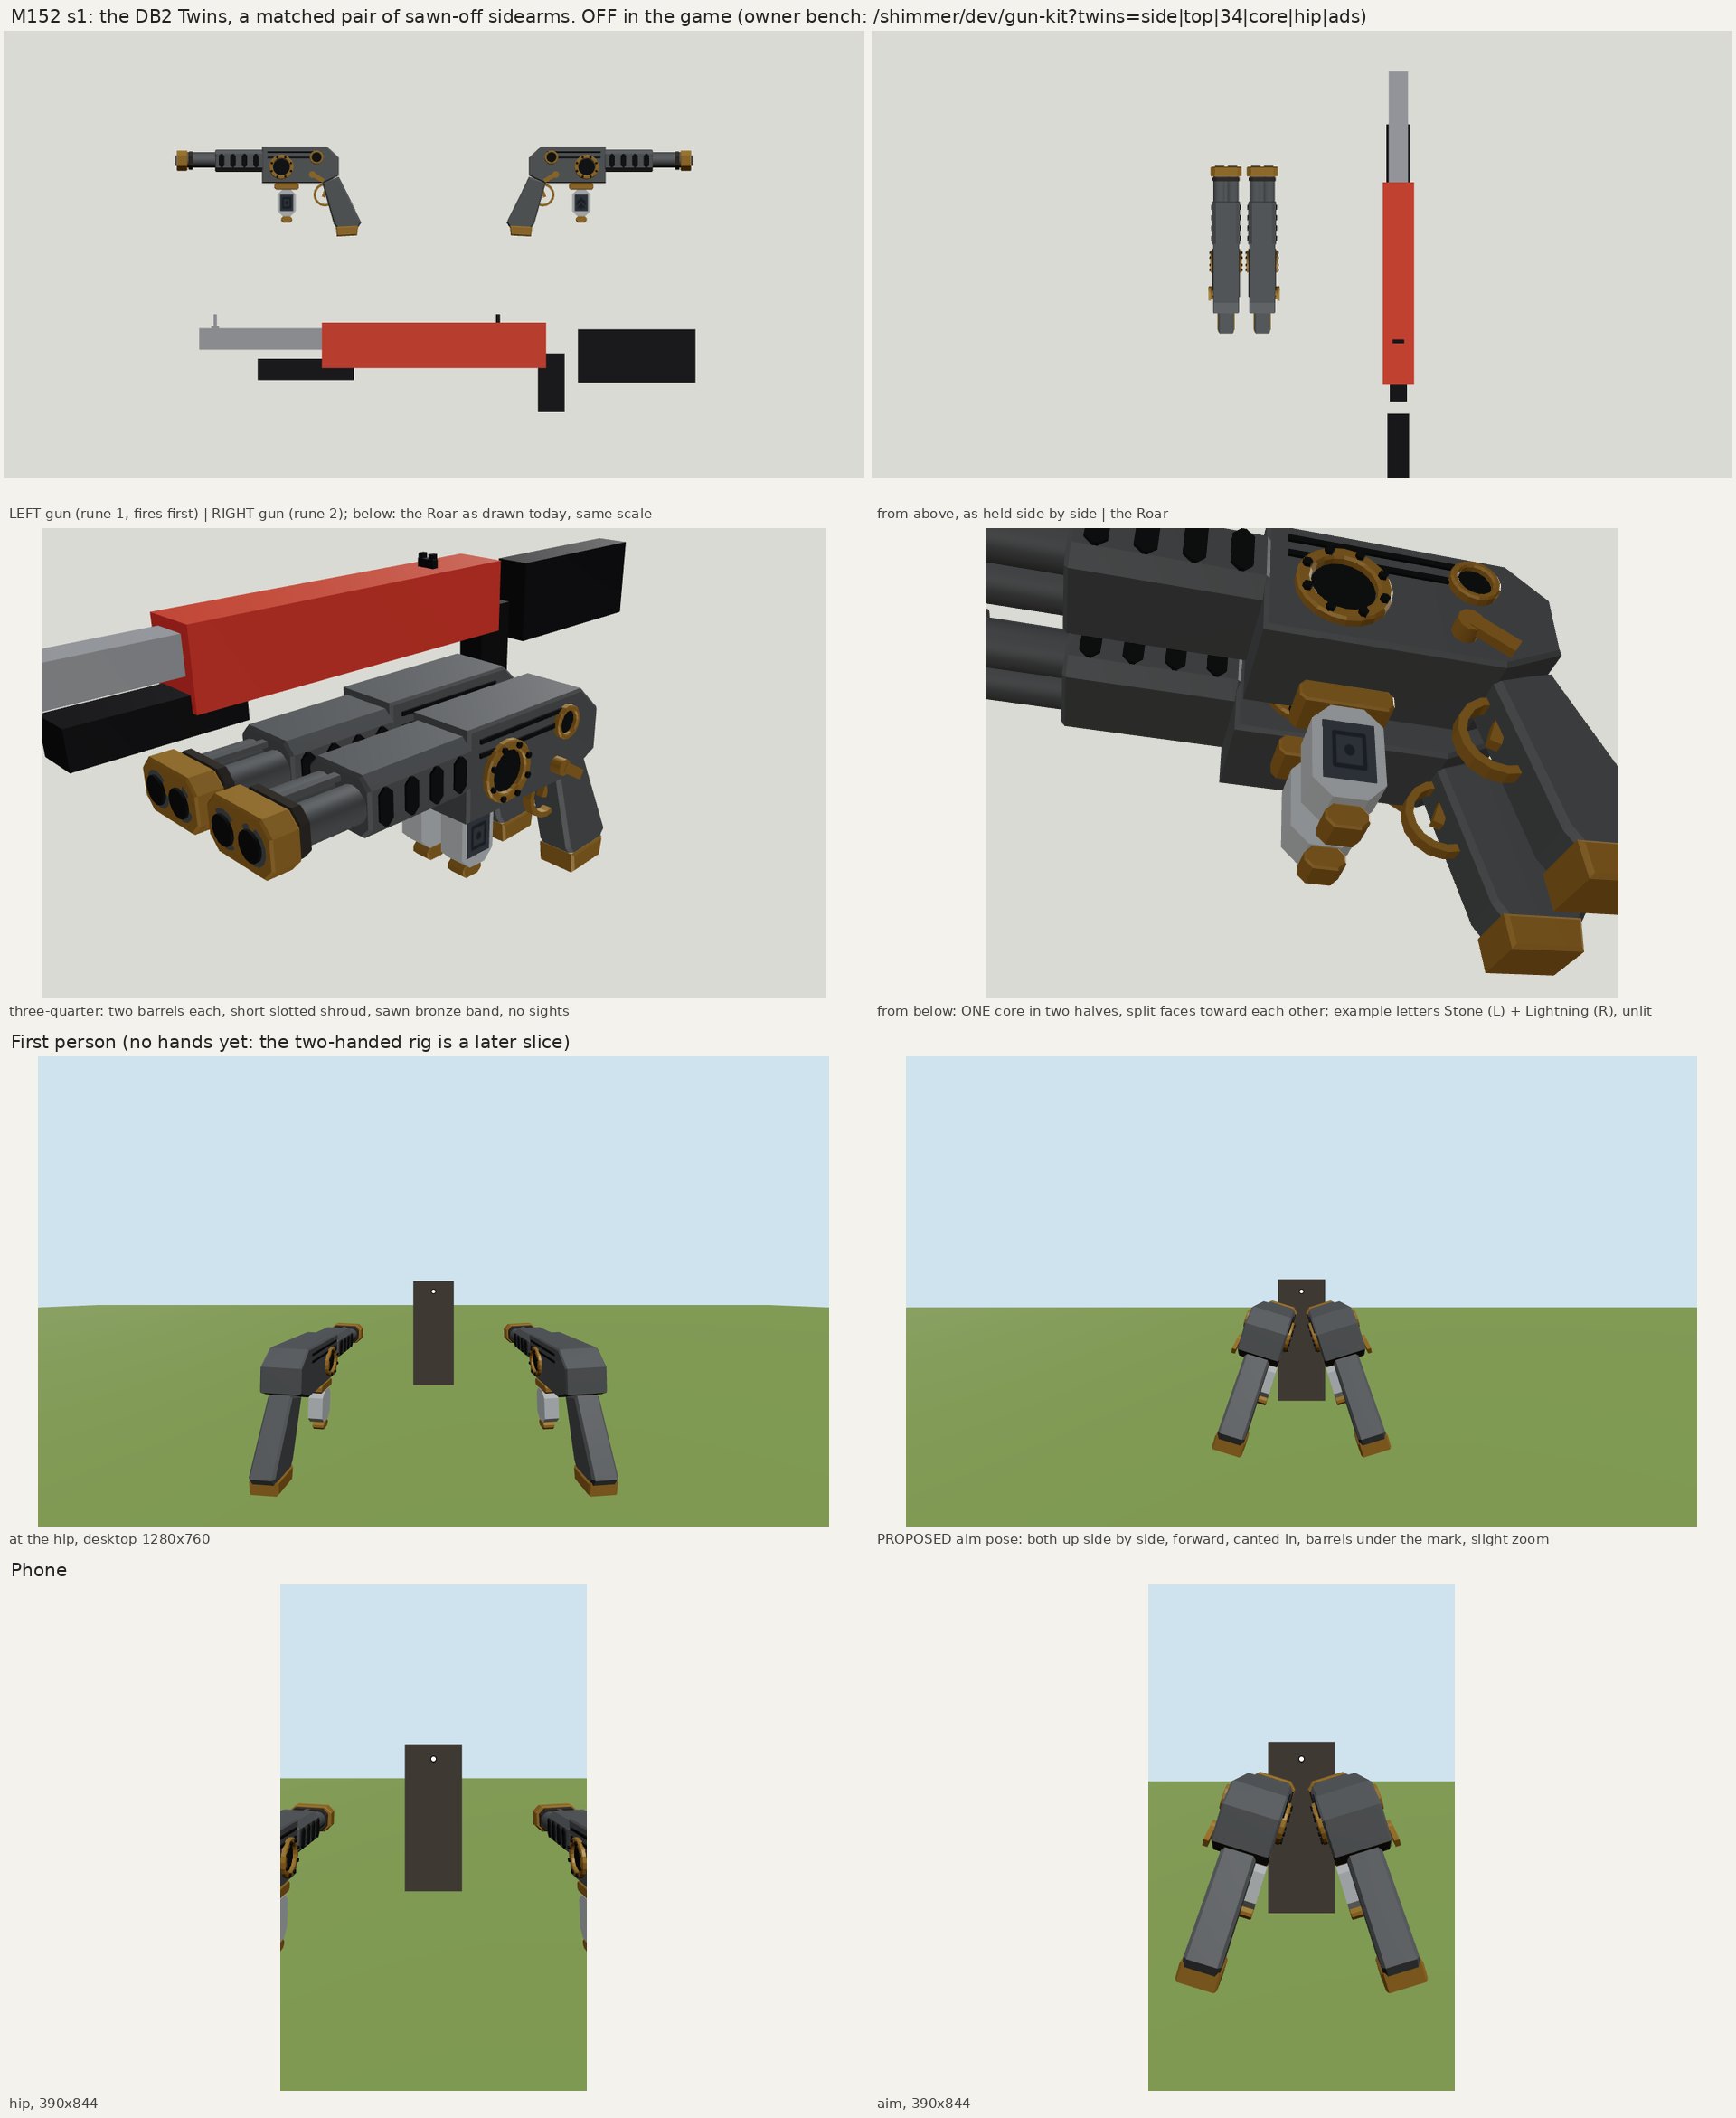 M152 s1: the DB2 Twins, a matched pair of sawn-off sidearms. OFF in the game (owner bench: /shimmer/dev/gun-kit?twins=side|top|34|core|hip|ads)
LEFT gun (rune 1, fires first) | RIGHT gun (rune 2); below: the Roar as drawn today, same scale
from above, as held side by side | the Roar
three-quarter: two barrels each, short slotted shroud, sawn bronze band, no sights
from below: ONE core in two halves, split faces toward each other; example letters Stone (L) + Lightning (R), unlit
First person (no hands yet: the two-handed rig is a later slice)
at the hip, desktop 1280x760
PROPOSED aim pose: both up side by side, forward, canted in, barrels under the mark, slight zoom
Phone
hip, 390x844
aim, 390x844